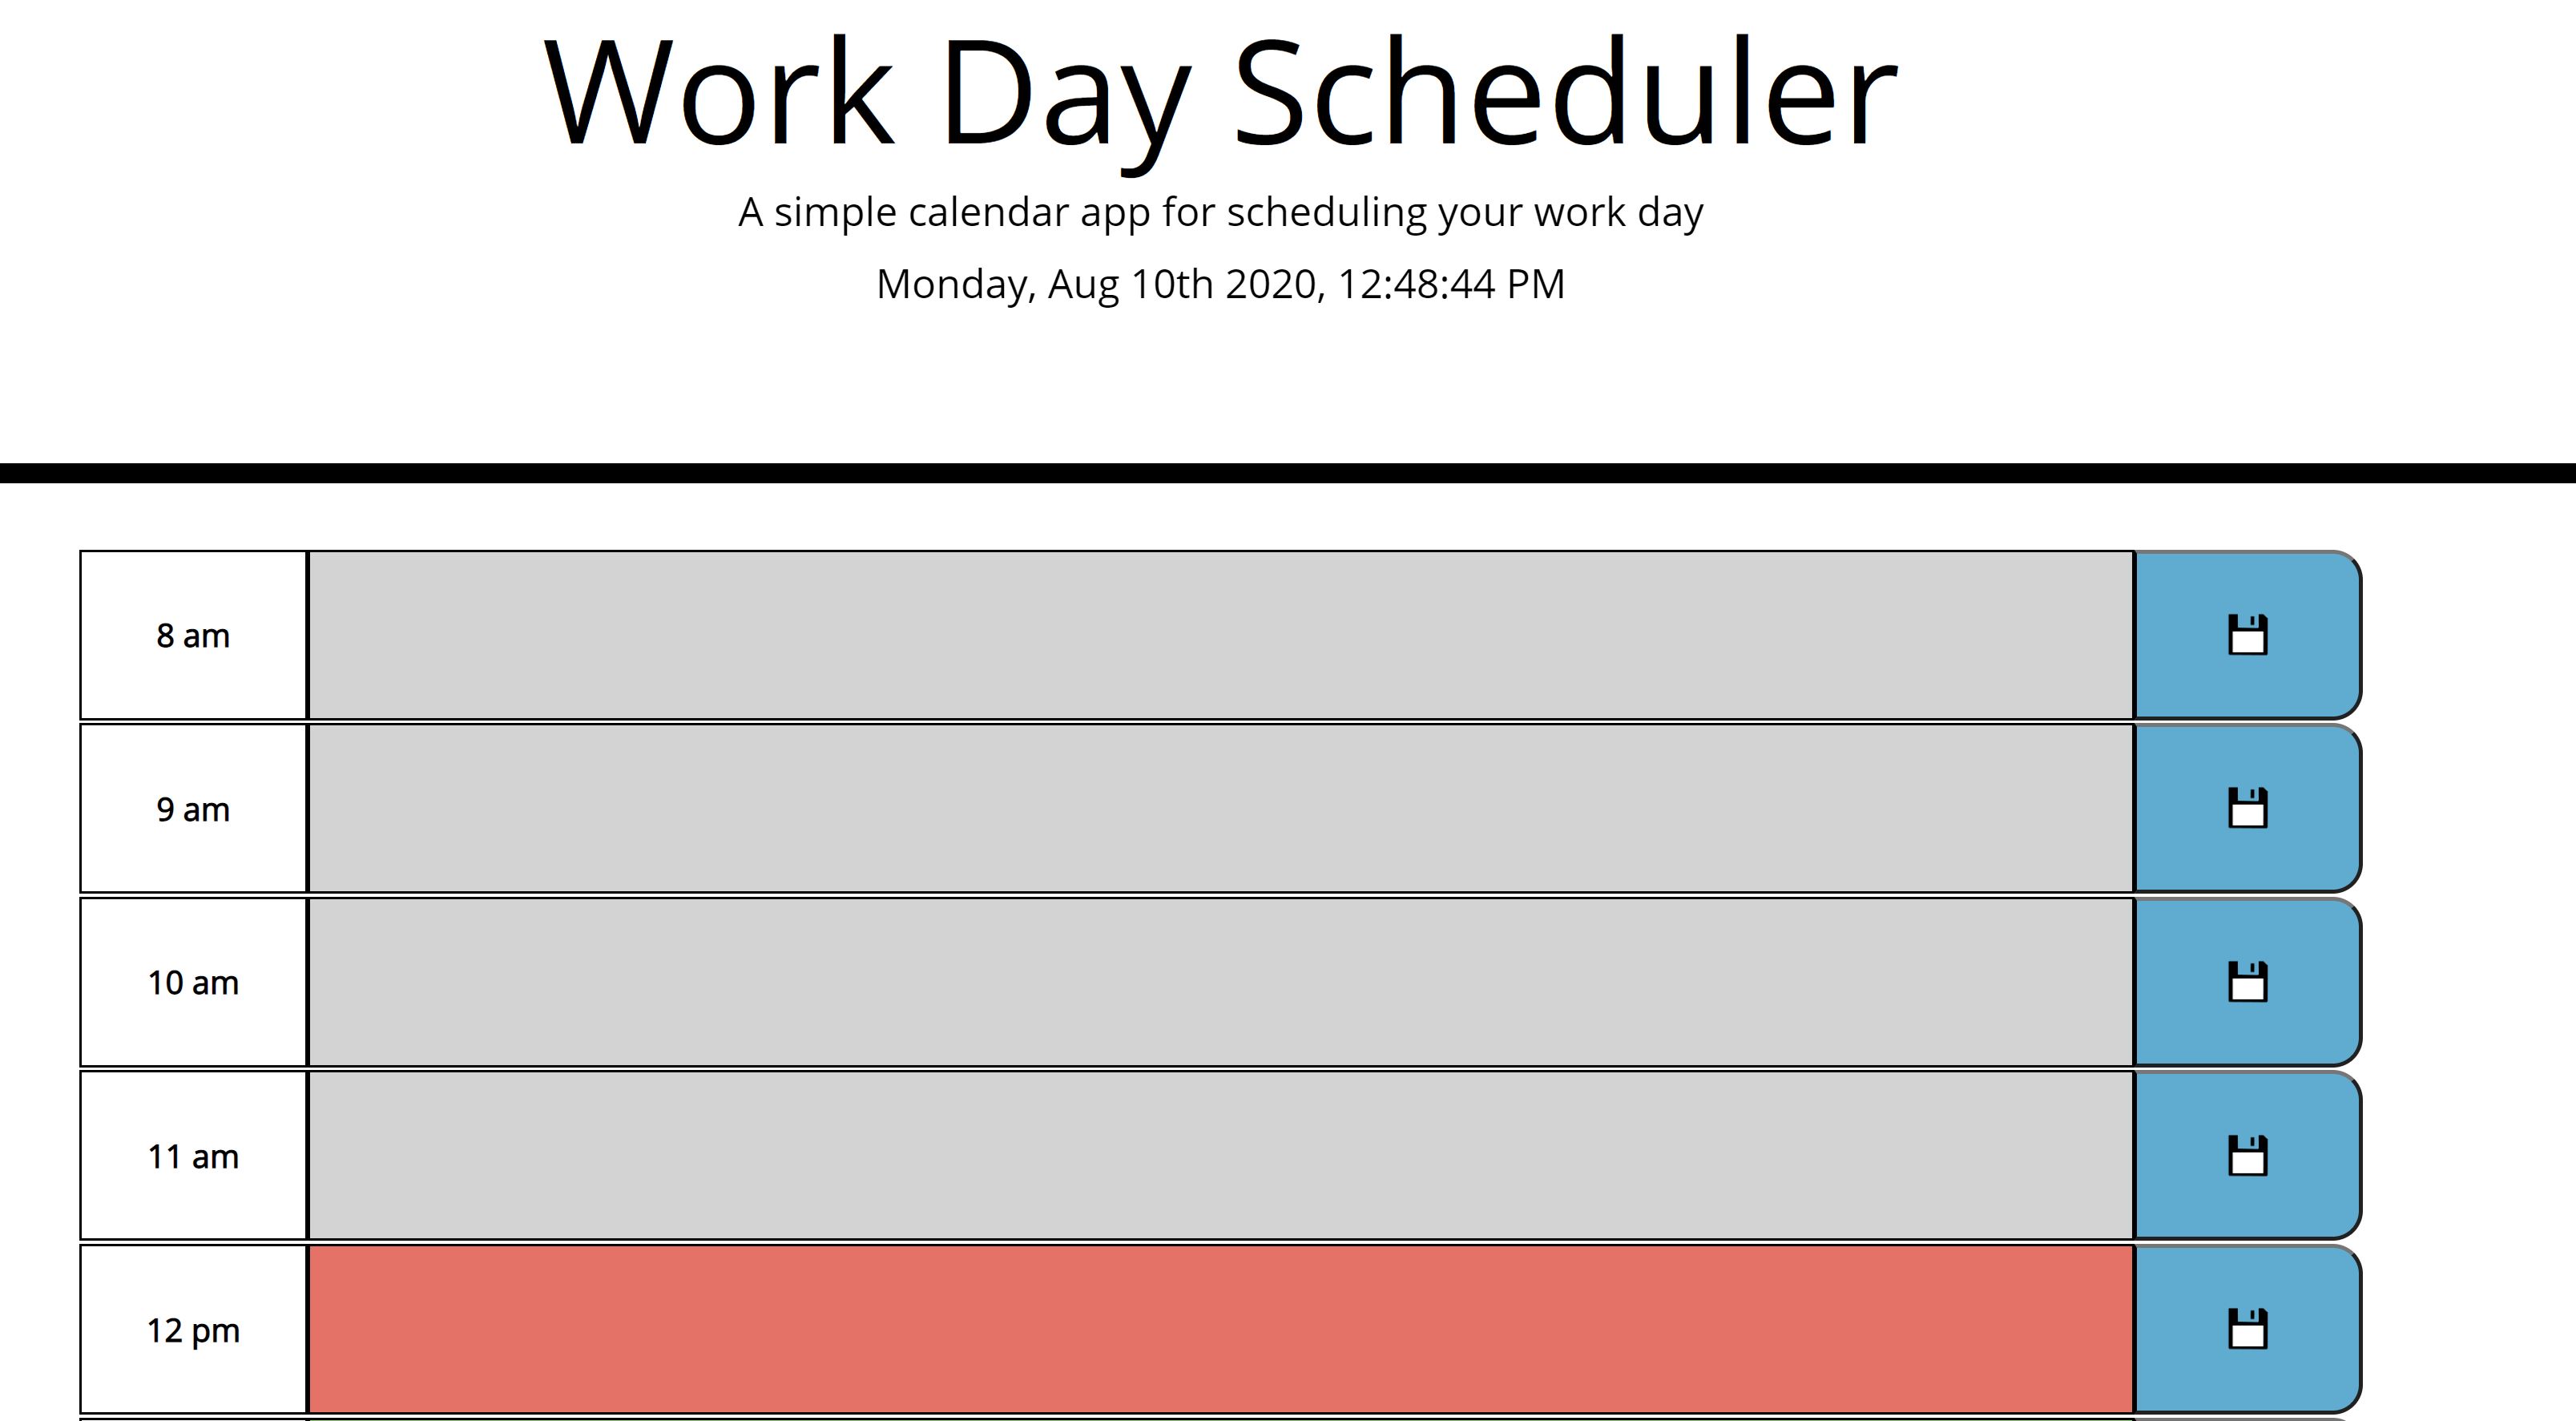 Work Day Scheduler
A simple calendar app for scheduling your work day
Monday, Aug 10th 2020, 12:48:44 PM
8 am
9 am
10 am
11 am
12 pm